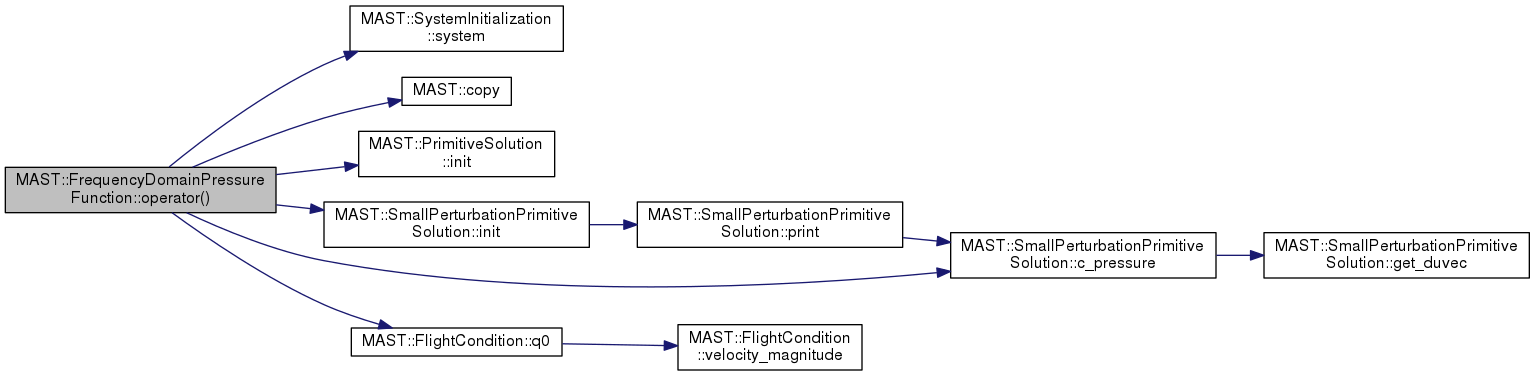 MAST::SystemInitialization
::system
MAST::copy
MAST::PrimitiveSolution
::init
MAST::FrequencyDomainPressure
Function::operator()
MAST::SmallPerturbationPrimitive
Solution::init
MAST::SmallPerturbationPrimitive
Solution::print
MAST::SmallPerturbationPrimitive
Solution::c_pressure
MAST::SmallPerturbationPrimitive
Solution::get_duvec
MAST::FlightCondition::q0
MAST::FlightCondition
::velocity_magnitude